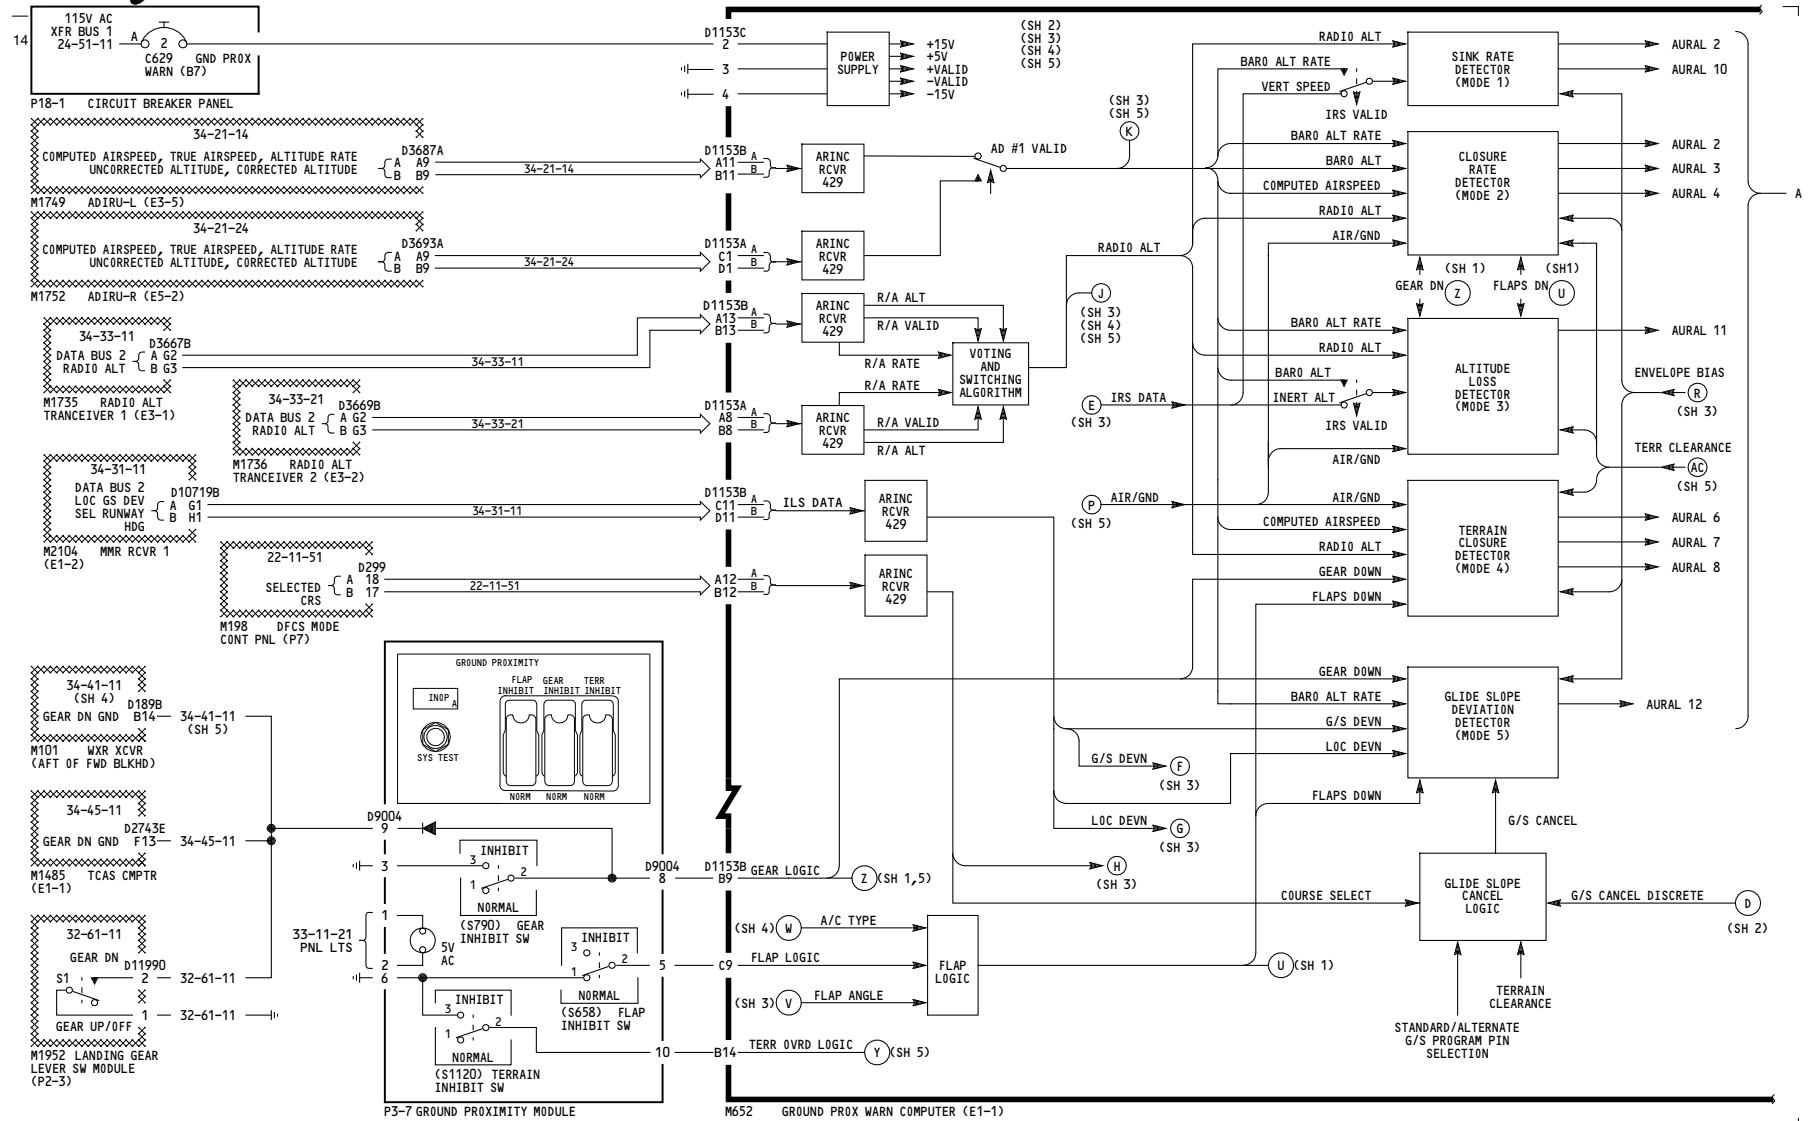 115V AC
XFR BUS 1
24-51-11
A
2
14
C629 GND PROX
WARN (B7)
P18-1 CIRCUIT BREAKER PANEL
D1153C
2
3
4
POWER
SUPPLY
+15V
+5V
+VALID
-VALID
-15V
(SH 2)
(SH 3)
(SH 4)
(SH 5)
34-21-14
COMPUTED AIRSPEED, TRUE AIRSPEED, ALTITUDE RATE
UNCORRECTED ALTITUDE, CORRECTED ALTITUDE
D3687A
A A9
B B9
34-21-14
D1153B
A11 A
B11 B
ARINC
RCVR
429
M1749 ADIRU-L (E3-5)
AD #1 VALID
(SH 3)
(SH 5)
K
34-21-24
COMPUTED AIRSPEED, TRUE AIRSPEED, ALTITUDE RATE
UNCORRECTED ALTITUDE, CORRECTED ALTITUDE
D3693A
A A9
B B9
34-21-24
D1153A
C1 A
D1 B
ARINC
RCVR
429
M1752 ADIRU-R (E5-2)
34-33-11
DATA BUS 2
RADIO ALT
D3667B
A G2
B G3
34-33-11
D1153B
A13 A
B13 B
ARINC
RCVR
429
R/A ALT
R/A VALID
R/A RATE
M1735 RADIO ALT
TRANCEIVER 1 (E3-1)
VOTING
AND
SWITCHING
ALGORITHM
RADIO ALT
J
(SH 3)
(SH 4)
(SH 5)
34-33-21
DATA BUS 2
RADIO ALT
D3669B
A G2
B G3
34-33-21
D1153A
A8 A
B8 B
ARINC
RCVR
429
R/A RATE
R/A VALID
R/A ALT
M1736 RADIO ALT
TRANCEIVER 2 (E3-2)
E
IRS DATA
(SH 3)
34-31-11
DATA BUS 2
LOC GS DEV
SEL RUNWAY
HDG
D10719B
A G1
B H1
34-31-11
D1153B
C11 A
D11 B
ILS DATA
ARINC
RCVR
429
M2104 MMR RCVR 1
(E1-2)
P
AIR/GND
(SH 5)
22-11-51
SELECTED
CRS
D299
A 18
B 17
22-11-51
A12 A
B12 B
ARINC
RCVR
429
M198 DFCS MODE
CONT PNL (P7)
RADIO ALT
BARO ALT RATE
VERT SPEED
IRS VALID
SINK RATE
DETECTOR
(MODE 1)
AURAL 2
AURAL 10
BARO ALT RATE
BARO ALT
COMPUTED AIRSPEED
RADIO ALT
AIR/GND
CLOSURE
RATE
DETECTOR
(MODE 2)
AURAL 2
AURAL 3
AURAL 4
A
(SH 1)
GEAR DN
Z
(SH1)
FLAPS DN
U
BARO ALT RATE
RADIO ALT
BARO ALT
INERT ALT
IRS VALID
AIR/GND
ALTITUDE
LOSS
DETECTOR
(MODE 3)
AURAL 11
ENVELOPE BIAS
R
(SH 3)
TERR CLEARANCE
AC
(SH 5)
AIR/GND
COMPUTED AIRSPEED
RADIO ALT
GEAR DOWN
FLAPS DOWN
TERRAIN
CLOSURE
DETECTOR
(MODE 4)
AURAL 6
AURAL 7
AURAL 8
GEAR DOWN
BARO ALT RATE
G/S DEVN
LOC DEVN
FLAPS DOWN
GLIDE SLOPE
DEVIATION
DETECTOR
(MODE 5)
AURAL 12
G/S DEVN
F
(SH 3)
LOC DEVN
G
(SH 3)
H
(SH 3)
G/S CANCEL
COURSE SELECT
GLIDE SLOPE
CANCEL
LOGIC
G/S CANCEL DISCRETE
D
(SH 2)
TERRAIN
CLEARANCE
STANDARD/ALTERNATE
G/S PROGRAM PIN
SELECTION
34-41-11
(SH 4)
D189B
GEAR DN GND B14
34-41-11
(SH 5)
M101 WXR XCVR
(AFT OF FWD BLKHD)
34-45-11
D2743E
GEAR DN GND F13
34-45-11
M1485 TCAS CMPTR
(E1-1)
32-61-11
GEAR DN
D11990
S1
2
32-61-11
1
32-61-11
GEAR UP/OFF
M1952 LANDING GEAR
LEVER SW MODULE
(P2-3)
GROUND PROXIMITY
INOP
A
SYS TEST
FLAP
INHIBIT
GEAR
INHIBIT
TERR
INHIBIT
NORM NORM NORM
D9004
9
3
INHIBIT
3
2
1
NORMAL
(S790) GEAR
INHIBIT SW
D9004
8
D1153B
B9
GEAR LOGIC
Z
(SH 1,5)
33-11-21
PNL LTS
1
2
6
5V
AC
INHIBIT
3
1
2
NORMAL
(S658) FLAP
INHIBIT SW
5
C9
FLAP LOGIC
(SH 4)
W
A/C TYPE
(SH 3)
V
FLAP ANGLE
FLAP
LOGIC
U
(SH 1)
INHIBIT
3
1
2
NORMAL
(S1120) TERRAIN
INHIBIT SW
10
B14
TERR OVRD LOGIC
Y
(SH 5)
P3-7 GROUND PROXIMITY MODULE
M652 GROUND PROX WARN COMPUTER (E1-1)